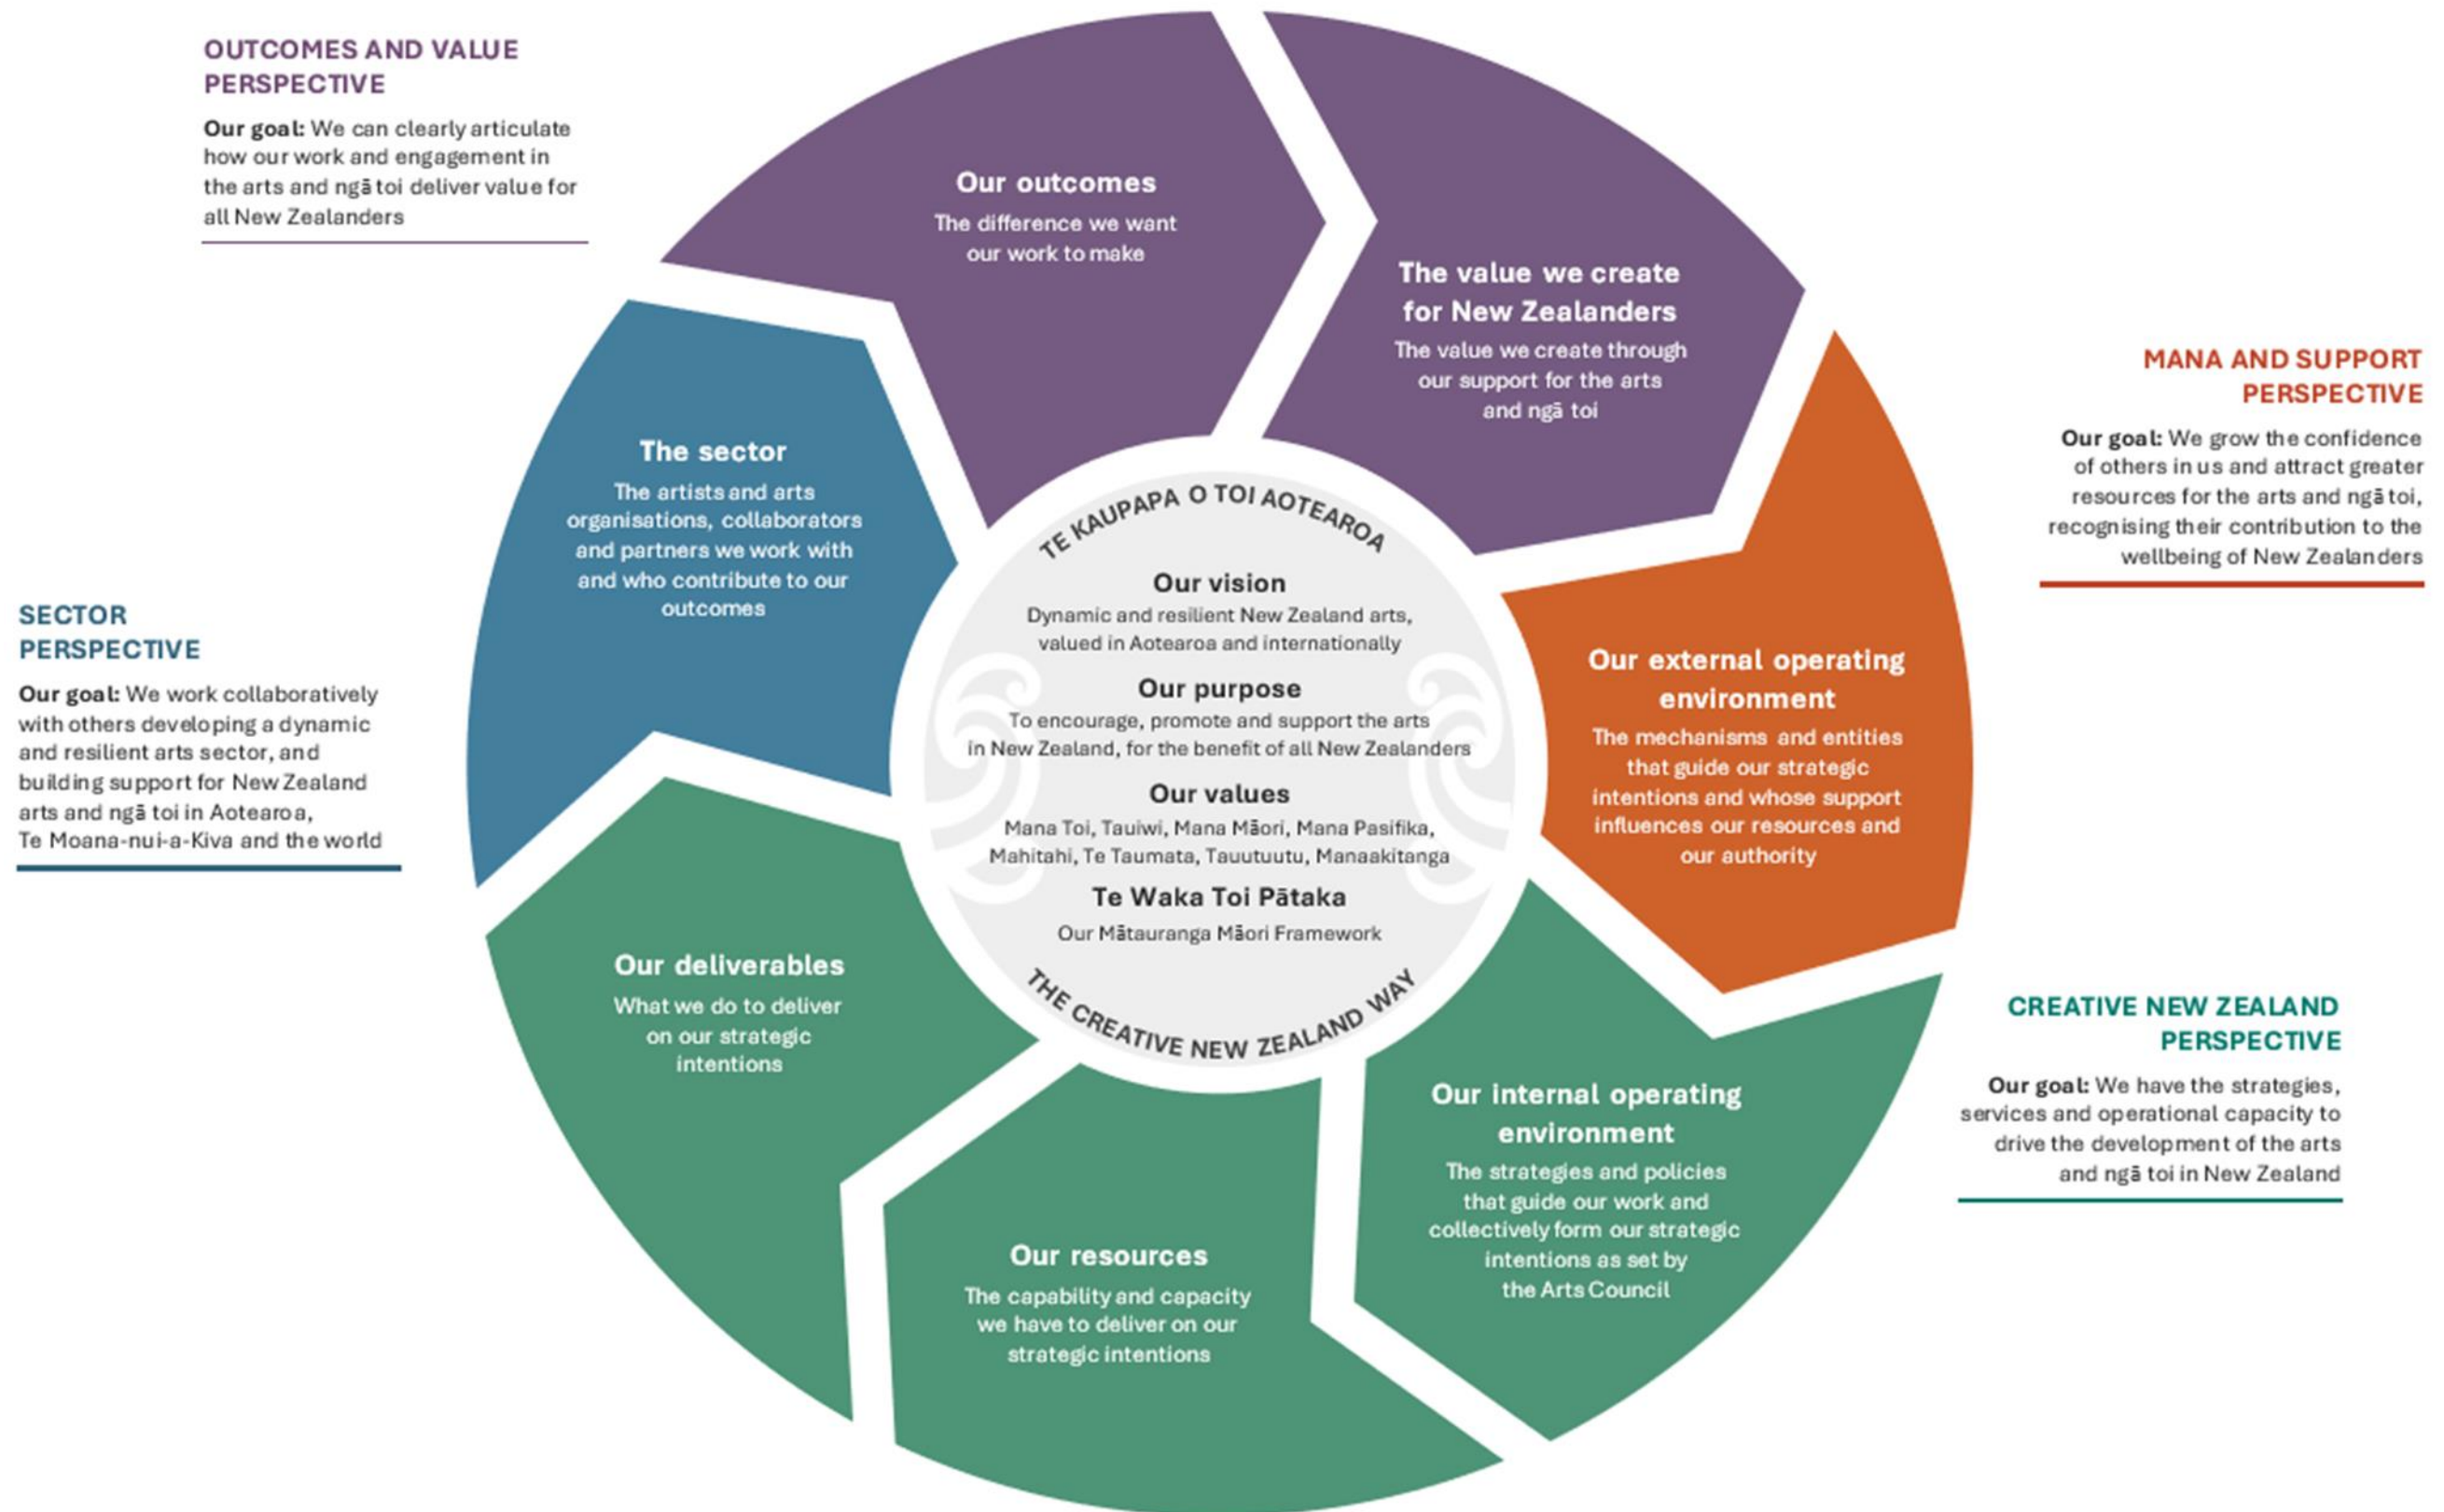 OUTCOMES AND VALUE
PERSPECTIVE
Our goal: We can clearly articulate
how our work and engagement in
the arts and ngā toi deliver value for
all New Zealanders
Our outcomes
The difference we want
our work to make
The value we create
for New Zealanders
The value we create through
our support for the arts
and ngā toi
MANA AND SUPPORT
PERSPECTIVE
Our goal: We grow the confidence
of others in us and attract greater
resources for the arts and ngā toi,
recognising their contribution to the
wellbeing of New Zealanders
Our external operating
environment
The mechanisms and entities
that guide our strategic
intentions and whose support
influences our resources and
our authority
CREATIVE NEW ZEALAND
PERSPECTIVE
Our goal: We have the strategies,
services and operational capacity to
drive the development of the arts
and ngā toi in New Zealand
Our internal operating
environment
The strategies and policies
that guide our work and
collectively form our strategic
intentions as set by
the Arts Council
Our resources
The capability and capacity
we have to deliver on our
strategic intentions
Our deliverables
What we do to deliver
on our strategic
intentions
SECTOR
PERSPECTIVE
Our goal: We work collaboratively
with others developing a dynamic
and resilient arts sector, and
building support for New Zealand
arts and ngā toi in Aotearoa,
Te Moana-nui-a-Kiva and the world
The sector
The artists and arts
organisations, collaborators
and partners we work with
and who contribute to our
outcomes
TE KAUPAPA O TOI AOTEAROA
Our vision
Dynamic and resilient New Zealand arts,
valued in Aotearoa and internationally
Our purpose
To encourage, promote and support the arts
in New Zealand, for the benefit of all New Zealanders
Our values
Mana Toi, Tauiwi, Mana Māori, Mana Pasifika,
Mahitahi, Te Taumata, Tauutuutu, Manaakitanga
Te Waka Toi Pātaka
Our Mātauranga Māori Framework
THE CREATIVE NEW ZEALAND WAY